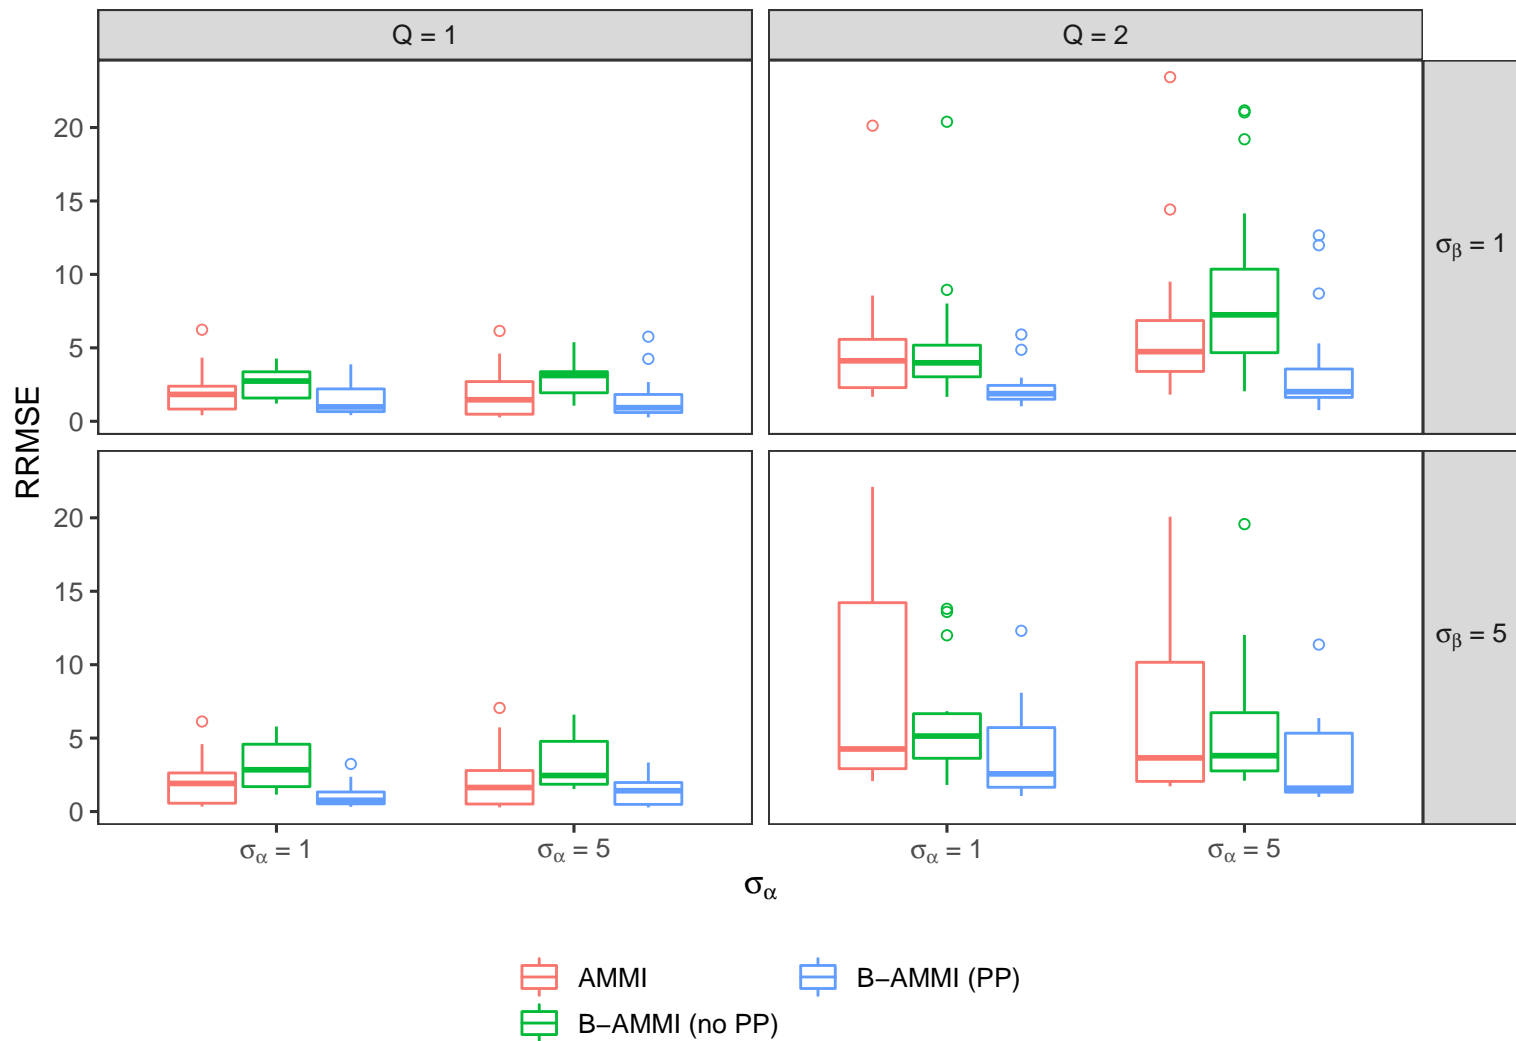 Q = 1
Q = 2
20
15
10
5
0
σβ = 1
RRMSE
20
15
10
5
0
σβ = 5
σα = 1
σα = 5
σα = 1
σα = 5
σα
AMMI
B−AMMI (PP)
B−AMMI (no PP)